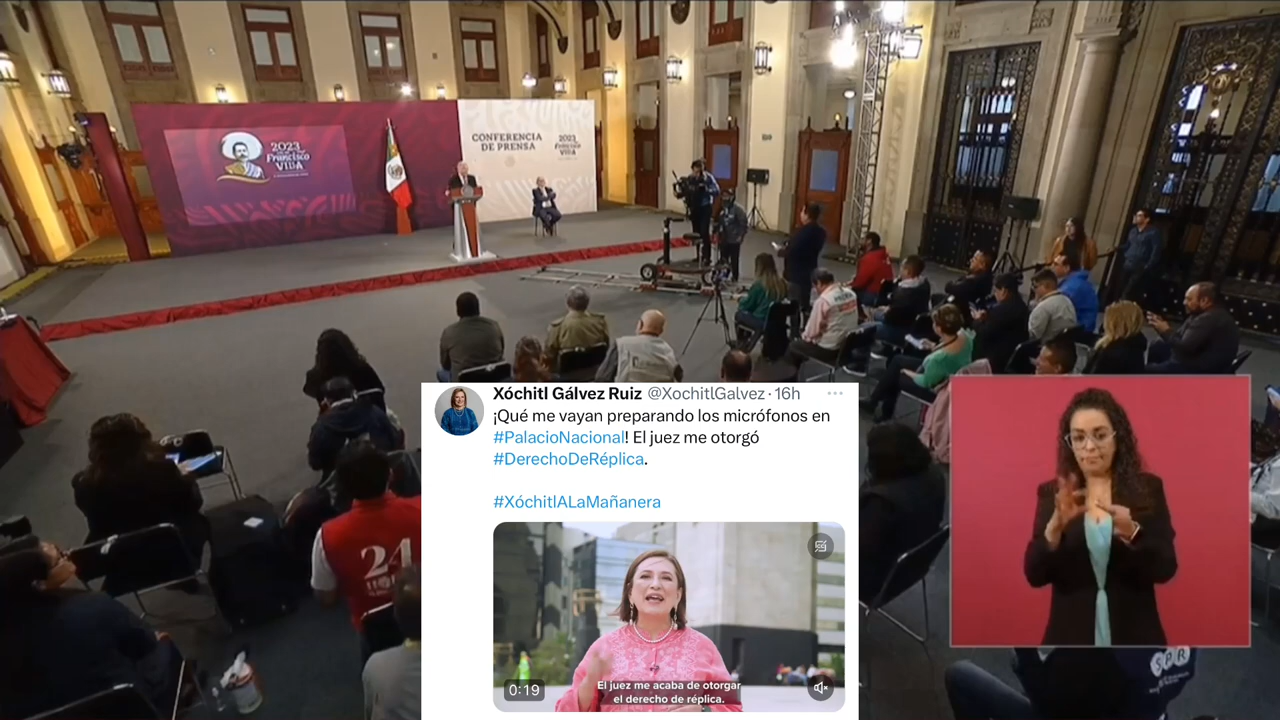 2023
Francisco
VILLA
CONFERENCIA
DE PRENSA
2023
Francisco
VILLA
Xóchitl Gálvez Ruiz @XochitlGalvez · 16h
¡Qué me vayan preparando los micrófonos en
#PalacioNacional! El juez me otorgó
#DerechoDeRéplica.
#XóchitlALaMañanera
El juez me acaba de otorgar
el derecho de réplica.
0:19
24
SPR